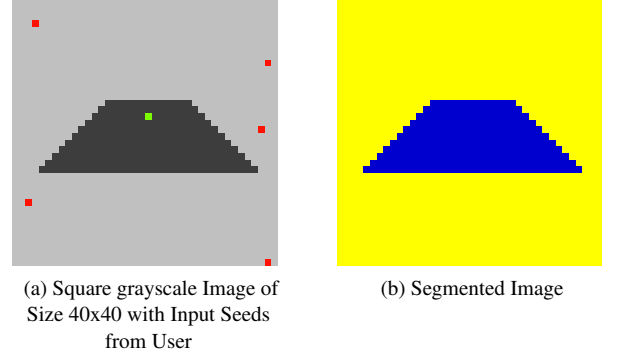 (a) Square grayscale Image of
Size 40x40 with Input Seeds
from User
(b) Segmented Image